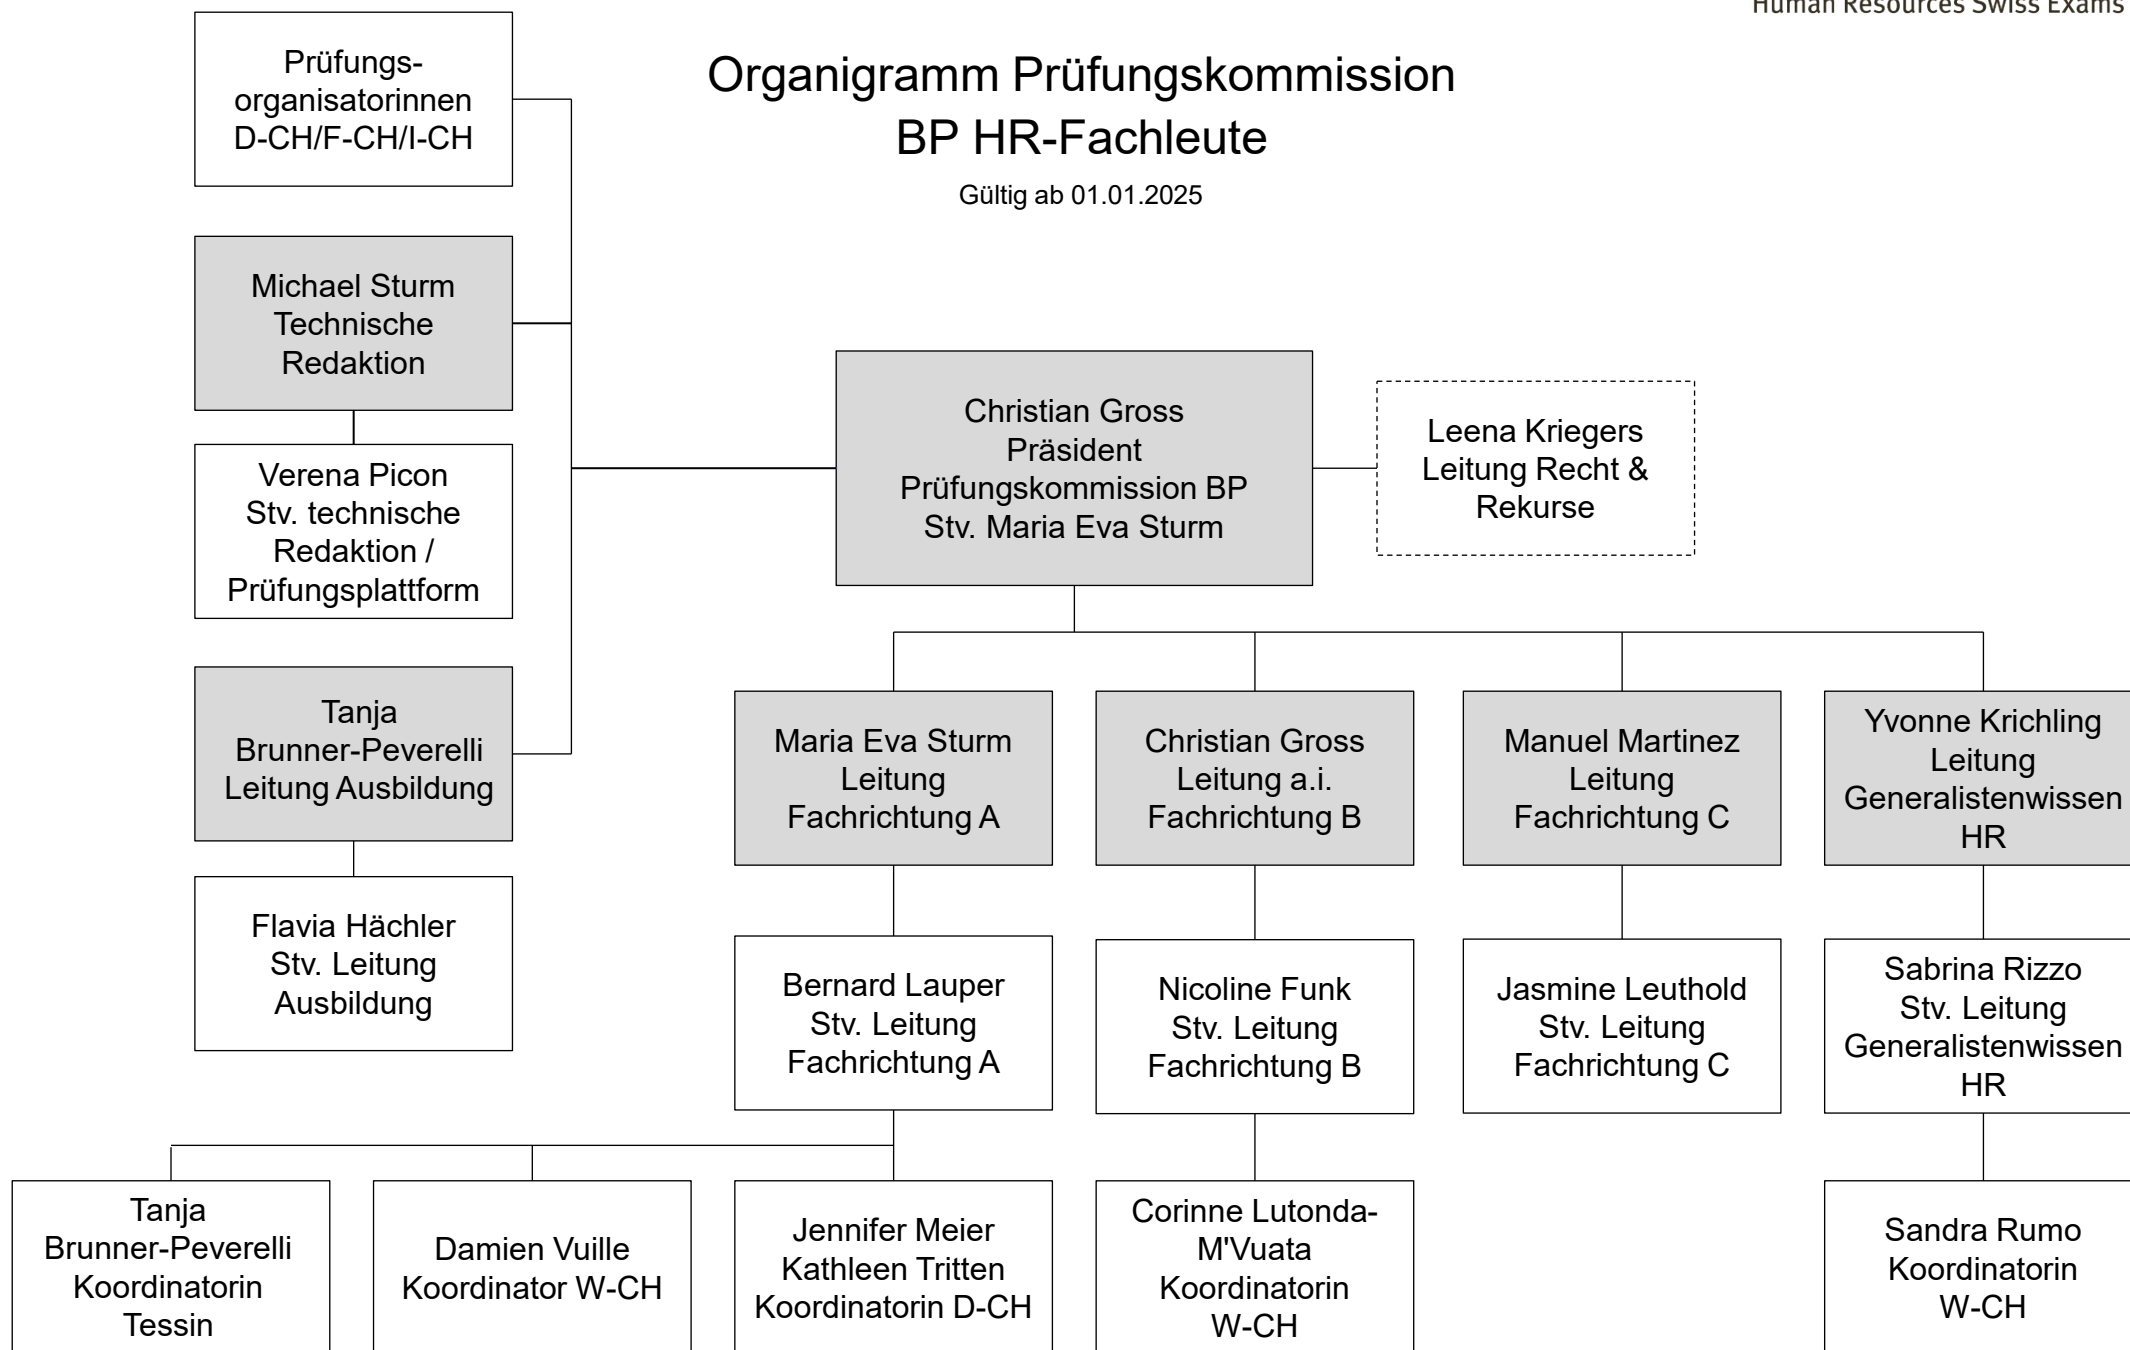 Human Resources Swiss Exams
Organigramm Prüfungskommission
BP HR-Fachleute
Gültig ab 01.01.2025
Prüfungs-
organisatorinnen
D-CH/F-CH/I-CH
Michael Sturm
Technische
Redaktion
Verena Picon
Stv. technische
Redaktion /
Prüfungsplattform
Tanja
Brunner-Peverelli
Leitung Ausbildung
Flavia Hächler
Stv. Leitung
Ausbildung
Christian Gross
Präsident
Prüfungskommission BP
Stv. Maria Eva Sturm
Leena Kriegers
Leitung Recht &
Rekurse
Maria Eva Sturm
Leitung
Fachrichtung A
Christian Gross
Leitung a.i.
Fachrichtung B
Manuel Martinez
Leitung
Fachrichtung C
Yvonne Krichling
Leitung
Generalistenwissen
HR
Bernard Lauper
Stv. Leitung
Fachrichtung A
Nicoline Funk
Stv. Leitung
Fachrichtung B
Jasmine Leuthold
Stv. Leitung
Fachrichtung C
Sabrina Rizzo
Stv. Leitung
Generalistenwissen
HR
Tanja
Brunner-Peverelli
Koordinatorin
Tessin
Damien Vuille
Koordinator W-CH
Jennifer Meier
Kathleen Tritten
Koordinatorin D-CH
Corinne Lutonda-
M'Vuata
Koordinatorin
W-CH
Sandra Rumo
Koordinatorin
W-CH